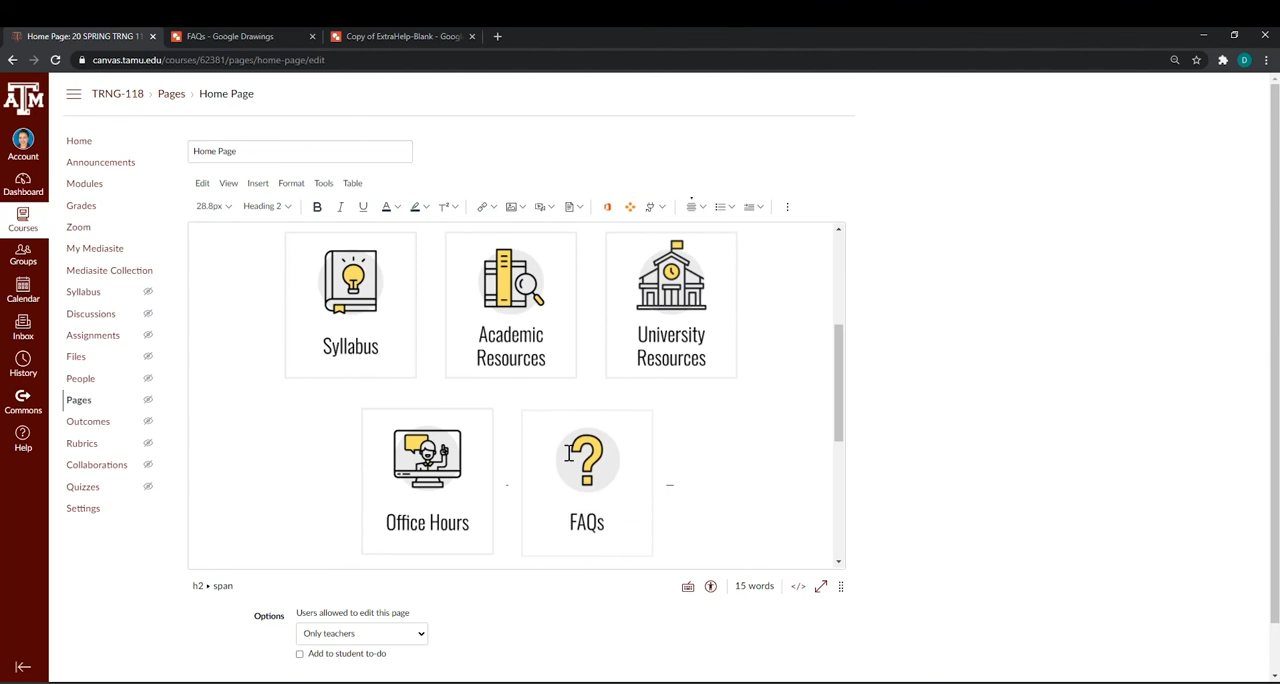 Home Page: 20 SPRING TRNG 11
FAQs - Google Drawings
Copy of ExtraHelp-Blank - Googl
canvas.tamu.edu/courses/62381/pages/home-page/edit
D
ATM
TRNG-118 › Pages › Home Page
Account
Dashboard
Courses
Groups
Calendar
Inbox
History
Commons
Help
Home
Announcements
Modules
Grades
Zoom
My Mediasite
Mediasite Collection
Syllabus
Discussions
Assignments
Files
People
Pages
Outcomes
Rubrics
Collaborations
Quizzes
Settings
Home Page
Edit View Insert Format Tools Table
28.8px Heading 2 B I U A T²
Syllabus
Academic
Resources
University
Resources
Office Hours
FAQs
h2 ▸ span
15 words </>
Options
Users allowed to edit this page
Only teachers
Add to student to-do